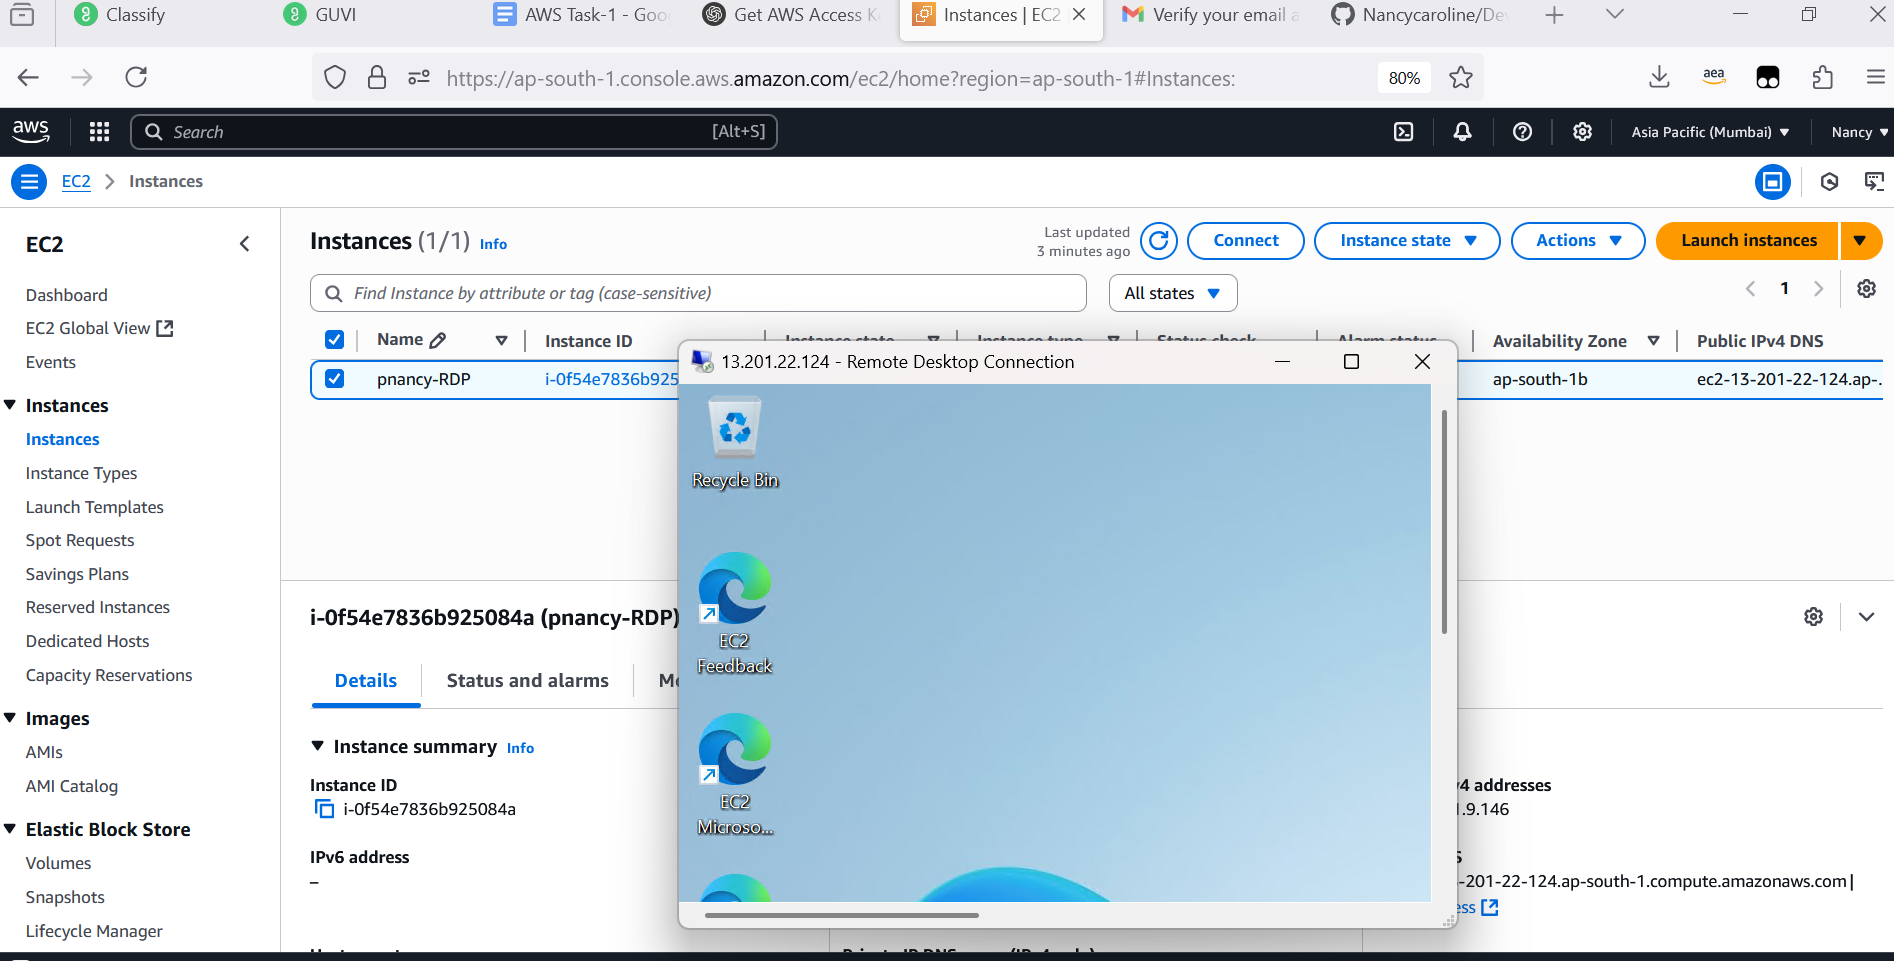 Classify
GUVI
AWS Task-1 - Goo
Get AWS Access K
Instances | EC2
Verify your email a
Nancycaroline/De
https://ap-south-1.console.aws.amazon.com/ec2/home?region=ap-south-1#Instances:
80%
aea
aws
Search
[Alt+S]
Asia Pacific (Mumbai)
Nancy
EC2
Instances
EC2
Dashboard
EC2 Global View
Events
Instances
Instances
Instance Types
Launch Templates
Spot Requests
Savings Plans
Reserved Instances
Dedicated Hosts
Capacity Reservations
Images
AMIs
AMI Catalog
Elastic Block Store
Volumes
Snapshots
Lifecycle Manager
Instances (1/1) Info
Last updated
3 minutes ago
Connect
Instance state
Actions
Launch instances
Find Instance by attribute or tag (case-sensitive)
All states
1
Name
Instance ID
Instance state
Instance type
Status check
Alarm status
Availability Zone
Public IPv4 DNS
pnancy-RDP
i-0f54e7836b925
ap-south-1b
ec2-13-201-22-124.ap-.
13.201.22.124 - Remote Desktop Connection
Recycle Bin
EC2
Feedback
EC2
Microso...
i-0f54e7836b925084a (pnancy-RDP)
Details
Status and alarms
Instance summary Info
Instance ID
i-0f54e7836b925084a
IPv6 address
–
v4 addresses
1.9.146
S
-201-22-124.ap-south-1.compute.amazonaws.com |
ess